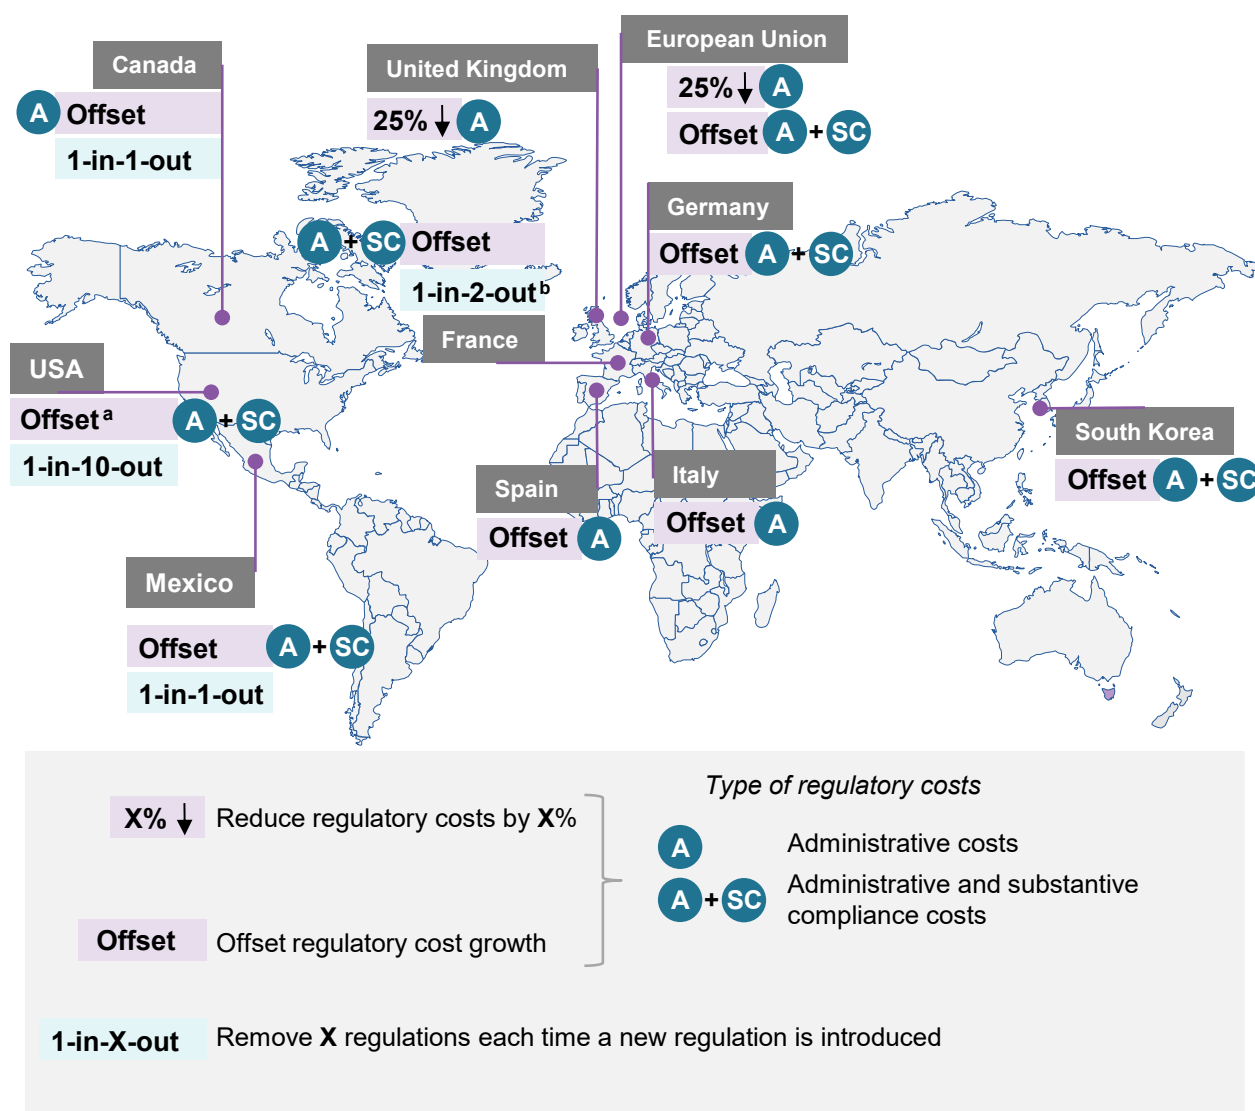 Canada
A Offset
1-in-1-out
United Kingdom
25% ↓ A
European Union
25% ↓ A
Offset A + SC
Germany
Offset A + SC
A + SC Offset
1-in-2-out b
France
USA
Offset a A + SC
1-in-10-out
Mexico
Offset A + SC
1-in-1-out
Spain
Offset A
Italy
Offset A
South Korea
Offset A + SC
Type of regulatory costs
X% ↓ Reduce regulatory costs by X%
A Administrative costs
A + SC Administrative and substantive
compliance costs
Offset Offset regulatory cost growth
1-in-X-out Remove X regulations each time a new regulation is introduced